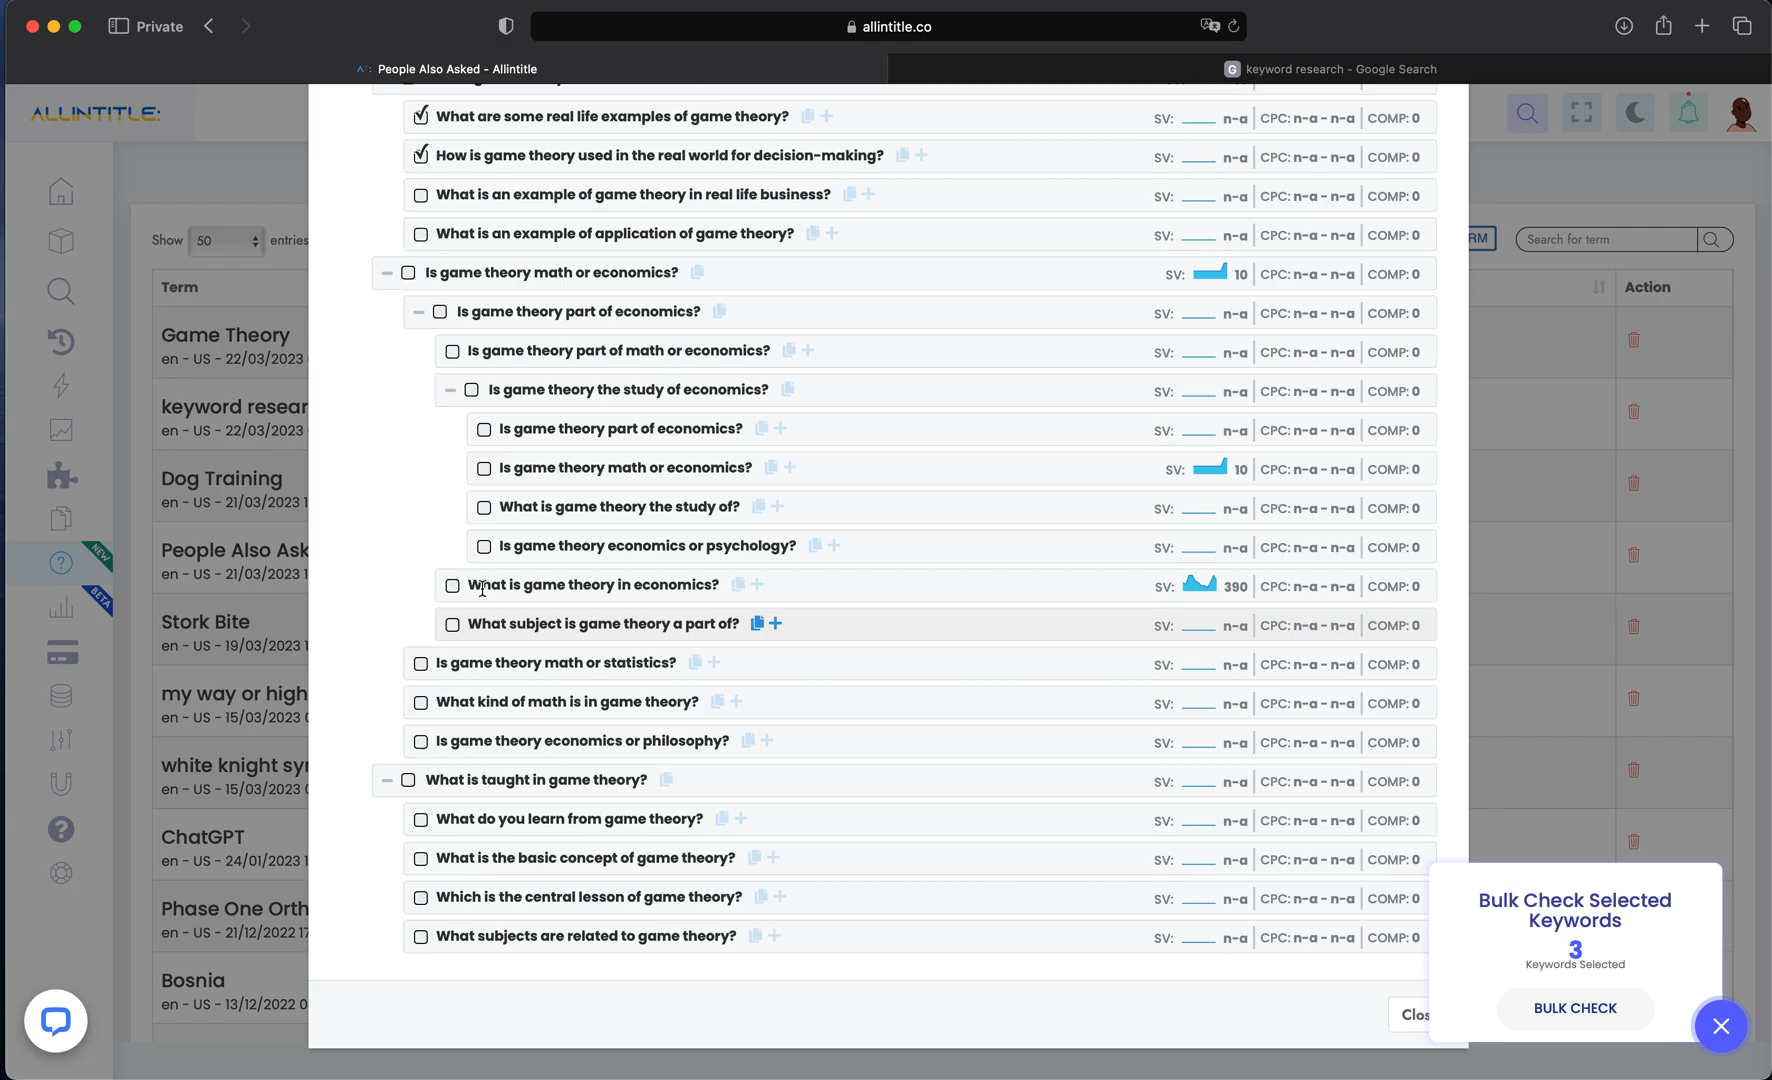 Private
allintitle.co
People Also Asked - Allintitle
G keyword research - Google Search
ALLINTITLE:
What are some real life examples of game theory? SV: n-a CPC: n-a - n-a COMP: 0
How is game theory used in the real world for decision-making? SV: n-a CPC: n-a - n-a COMP: 0
What is an example of game theory in real life business? SV: n-a CPC: n-a - n-a COMP: 0
Show 50 entries
What is an example of application of game theory? SV: n-a CPC: n-a - n-a COMP: 0
RM
Search for term
Is game theory math or economics? SV: 10 CPC: n-a - n-a COMP: 0
Term
Action
Is game theory part of economics? SV: n-a CPC: n-a - n-a COMP: 0
Game Theory
en - US - 22/03/2023
Is game theory part of math or economics? SV: n-a CPC: n-a - n-a COMP: 0
Is game theory the study of economics? SV: n-a CPC: n-a - n-a COMP: 0
keyword resear
en - US - 22/03/2023
Is game theory part of economics? SV: n-a CPC: n-a - n-a COMP: 0
Is game theory math or economics? SV: 10 CPC: n-a - n-a COMP: 0
Dog Training
en - US - 21/03/2023 1
What is game theory the study of? SV: n-a CPC: n-a - n-a COMP: 0
NEW
Is game theory economics or psychology? SV: n-a CPC: n-a - n-a COMP: 0
People Also Ask
en - US - 21/03/2023 1
What is game theory in economics? SV: 390 CPC: n-a - n-a COMP: 0
BETA
What subject is game theory a part of? SV: n-a CPC: n-a - n-a COMP: 0
Stork Bite
en - US - 19/03/2023 1
Is game theory math or statistics? SV: n-a CPC: n-a - n-a COMP: 0
What kind of math is in game theory? SV: n-a CPC: n-a - n-a COMP: 0
my way or high
en - US - 15/03/2023 0
Is game theory economics or philosophy? SV: n-a CPC: n-a - n-a COMP: 0
white knight syn
en - US - 15/03/2023 0
What is taught in game theory? SV: n-a CPC: n-a - n-a COMP: 0
What do you learn from game theory? SV: n-a CPC: n-a - n-a COMP: 0
ChatGPT
en - US - 24/01/2023 1
What is the basic concept of game theory? SV: n-a CPC: n-a - n-a COMP: 0
Which is the central lesson of game theory? SV: n-a CPC: n-a - n-a COMP: 0
Phase One Orth
en - US - 21/12/2022 17
What subjects are related to game theory? SV: n-a CPC: n-a - n-a COMP: 0
Bosnia
en - US - 13/12/2022 0
Clos
Bulk Check Selected
Keywords
3
Keywords Selected
BULK CHECK